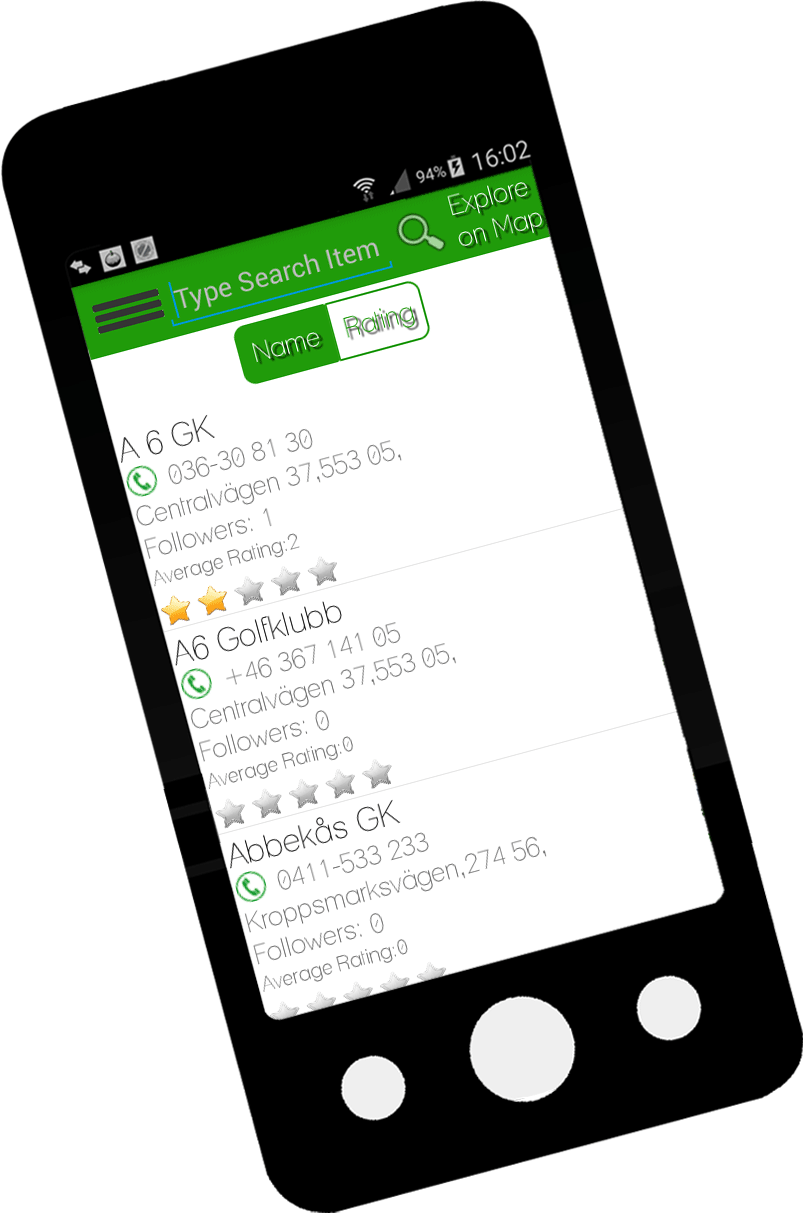 94% 16:02
Type Search Item
Explore
on Map
Name Rating
A 6 GK
036-30 81 30
Centralvägen 37,553 05,
Followers: 1
Average Rating:2
A6 Golfklubb
+46 367 141 05
Centralvägen 37,553 05,
Followers: 0
Average Rating:0
Abbekås GK
0411-533 233
Kroppsmarksvägen,274 56,
Followers: 0
Average Rating:0